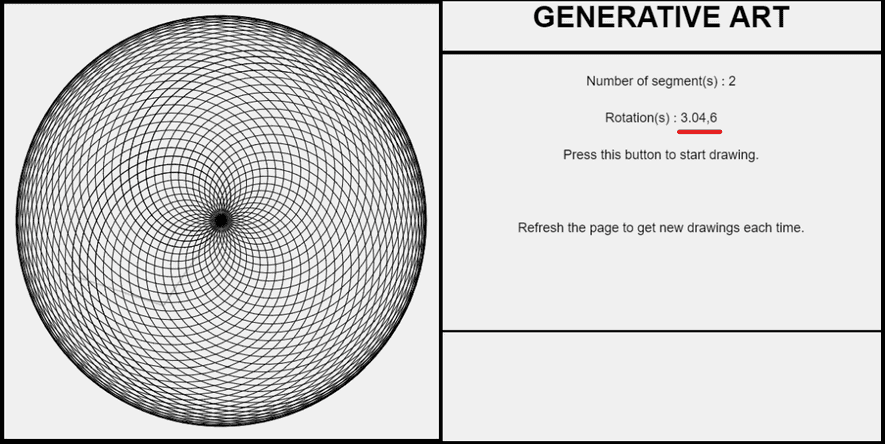 GENERATIVE ART
Number of segment(s) : 2
Rotation(s) : 3.04,6
Press this button to start drawing.
Refresh the page to get new drawings each time.